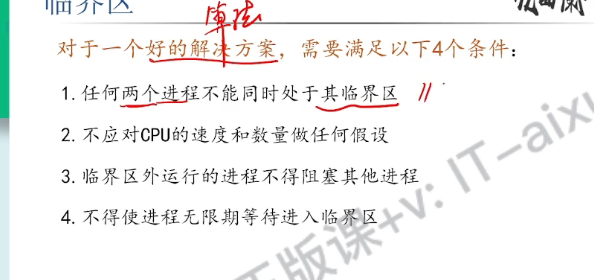 临界区
算法
对于一个好的解决方案，需要满足以下4个条件：
1. 任何两个进程不能同时处于其临界区
2. 不应对CPU的速度和数量做任何假设
3. 临界区外运行的进程不得阻塞其他进程
4. 不得使进程无限期等待进入临界区
版课+v: IT-aixu